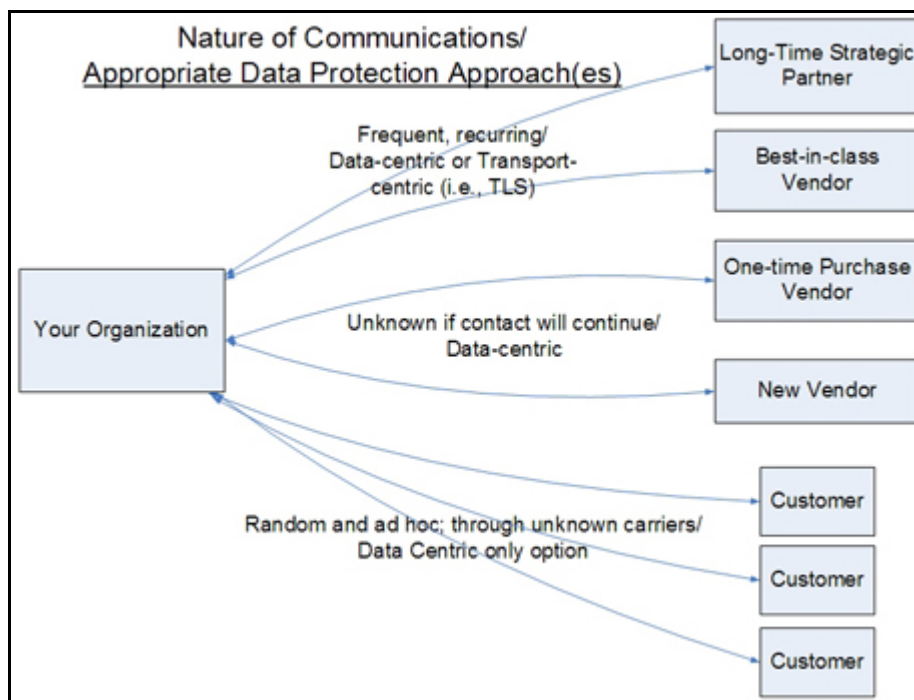 Nature of Communications/
Appropriate Data Protection Approach(es)
Long-Time Strategic
Partner
Frequent, recurring/
Data-centric or Transport-
centric (i.e., TLS)
Best-in-class
Vendor
One-time Purchase
Vendor
Your Organization
Unknown if contact will continue/
Data-centric
New Vendor
Customer
Random and ad hoc; through unknown carriers/
Data Centric only option
Customer
Customer